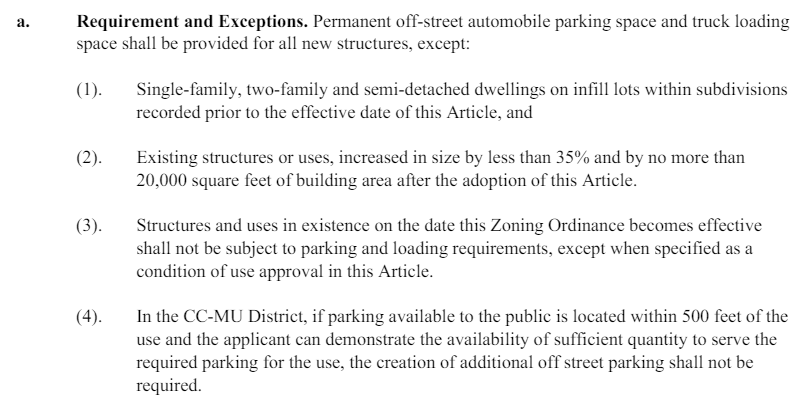 a. Requirement and Exceptions. Permanent off-street automobile parking space and truck loading
space shall be provided for all new structures, except:
(1). Single-family, two-family and semi-detached dwellings on infill lots within subdivisions
recorded prior to the effective date of this Article, and
(2). Existing structures or uses, increased in size by less than 35% and by no more than
20,000 square feet of building area after the adoption of this Article.
(3). Structures and uses in existence on the date this Zoning Ordinance becomes effective
shall not be subject to parking and loading requirements, except when specified as a
condition of use approval in this Article.
(4). In the CC-MU District, if parking available to the public is located within 500 feet of the
use and the applicant can demonstrate the availability of sufficient quantity to serve the
required parking for the use, the creation of additional off street parking shall not be
required.